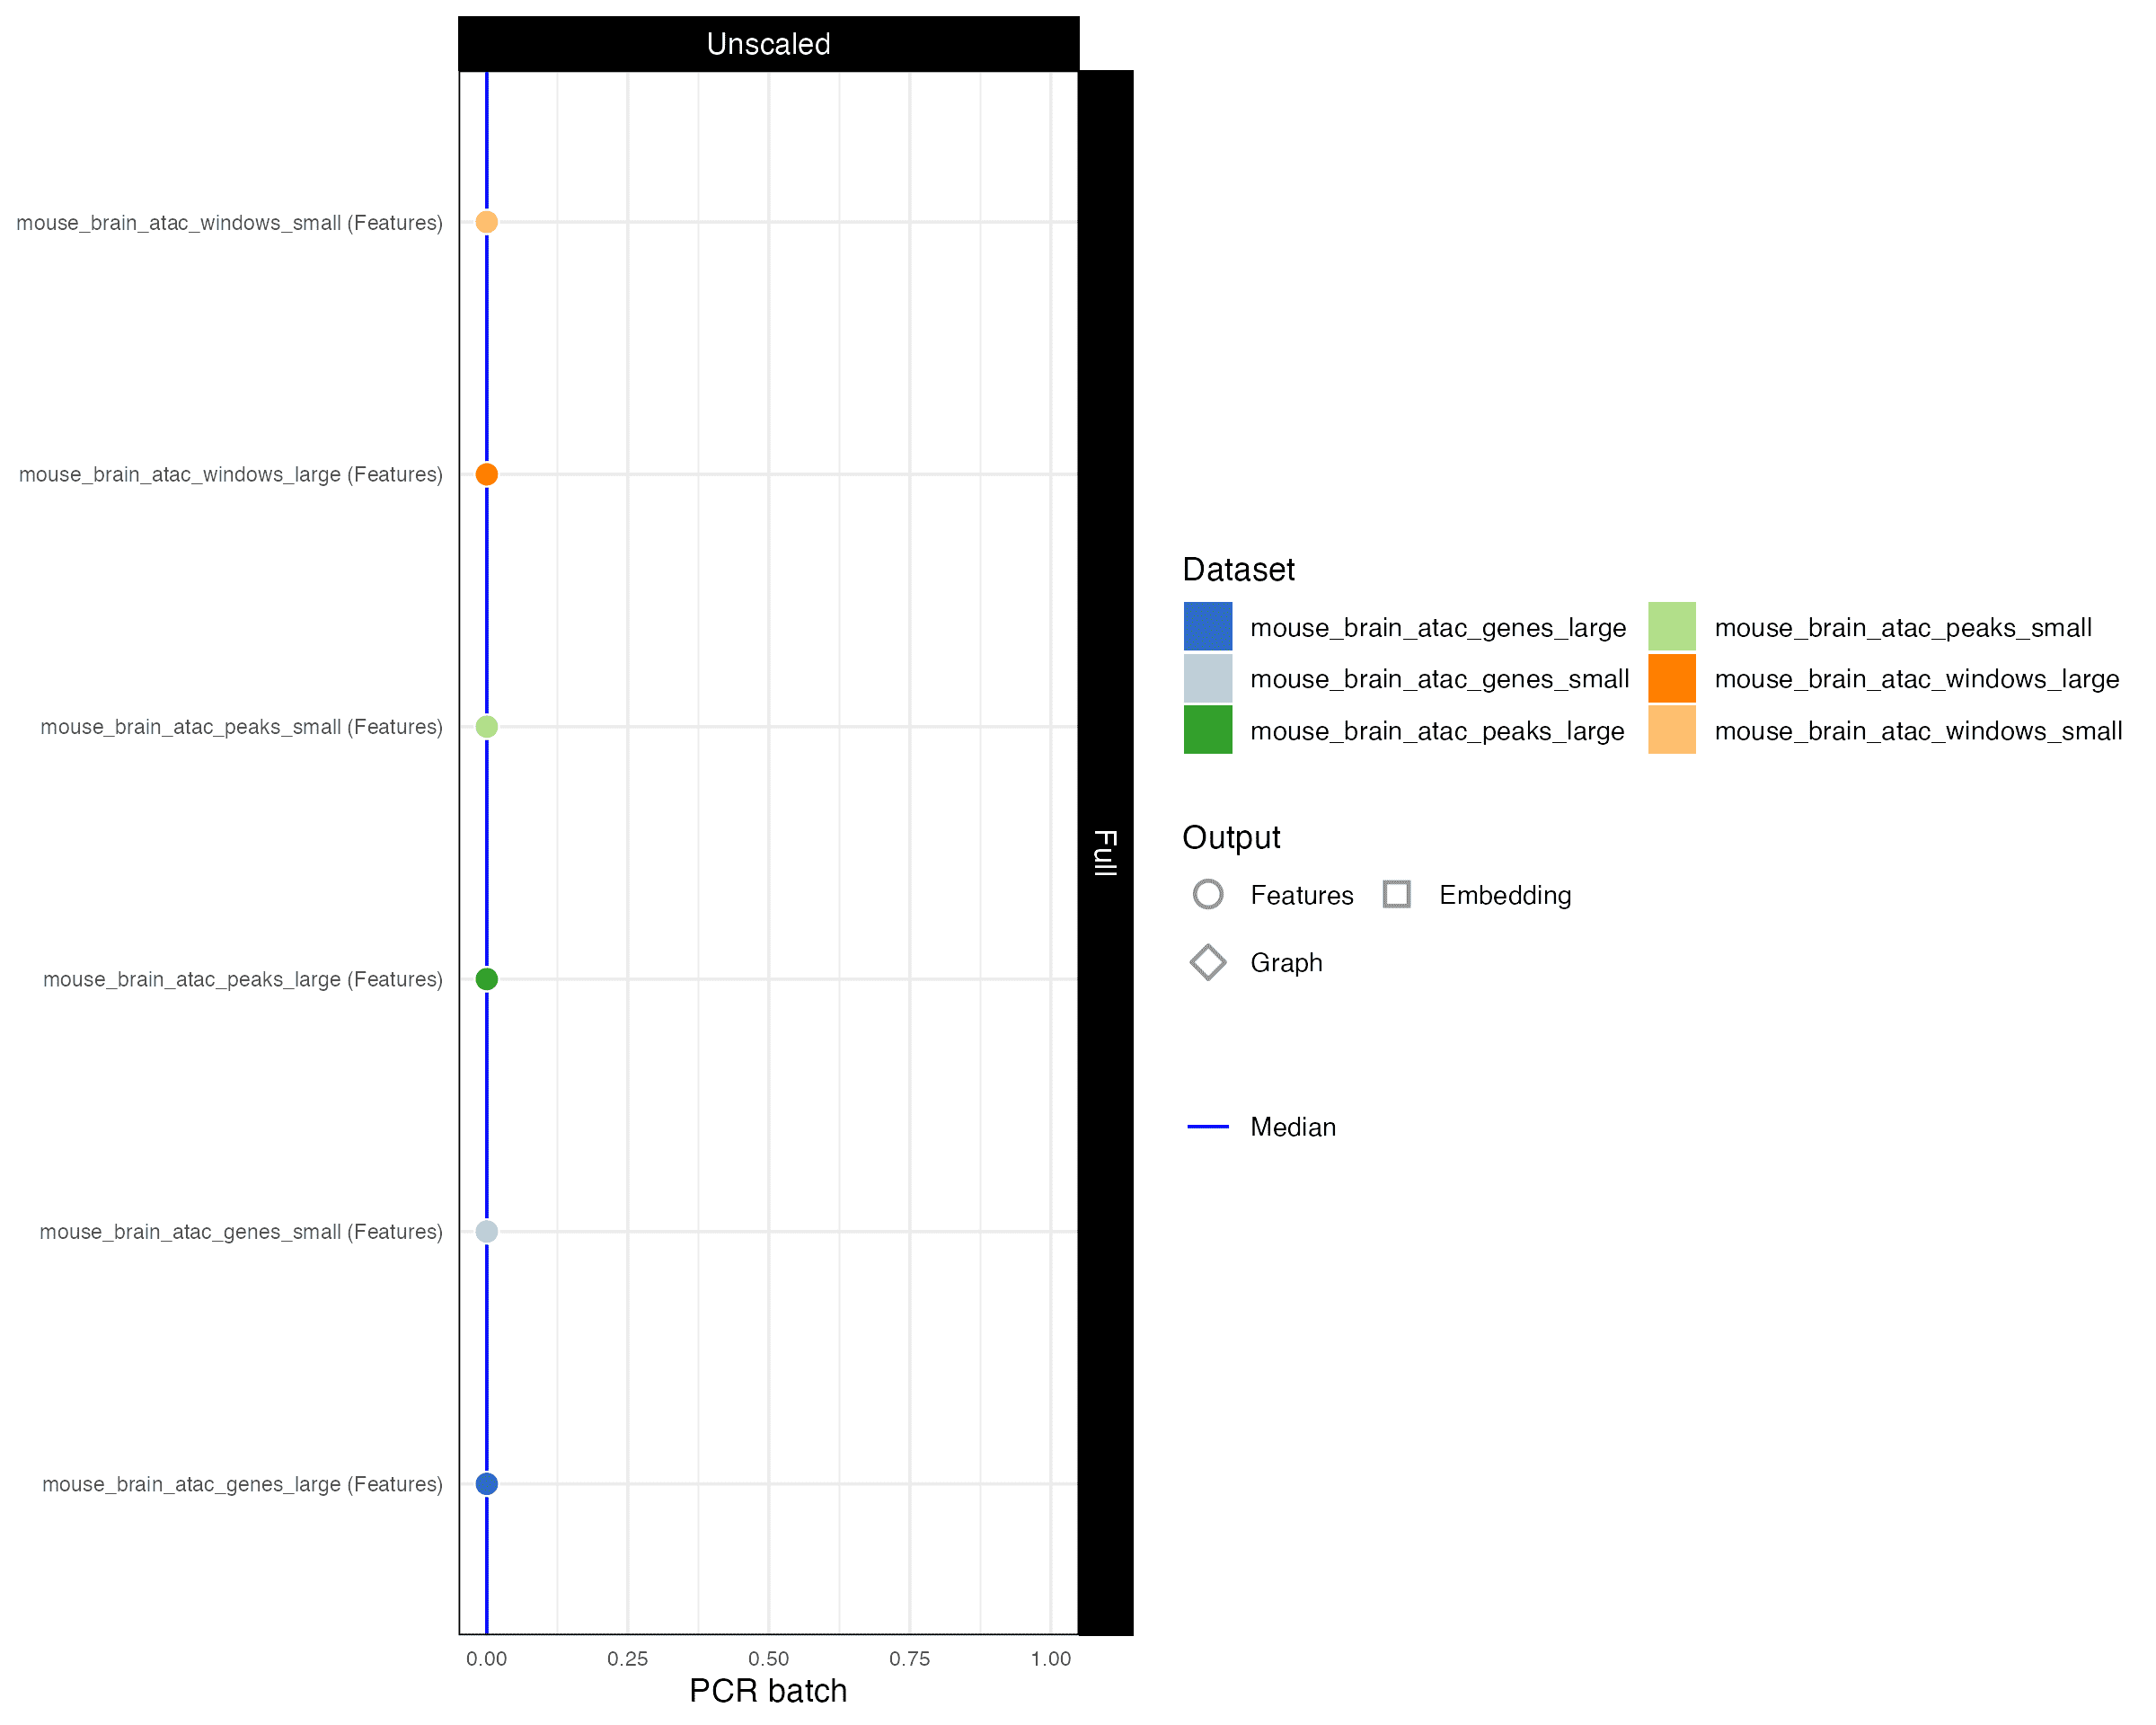 Unscaled
mouse_brain_atac_windows_small (Features)
mouse_brain_atac_windows_large (Features)
mouse_brain_atac_peaks_small (Features)
mouse_brain_atac_peaks_large (Features)
mouse_brain_atac_genes_small (Features)
mouse_brain_atac_genes_large (Features)
Full
0.00 0.25 0.50 0.75 1.00
PCR batch
Dataset
mouse_brain_atac_genes_large mouse_brain_atac_peaks_small
mouse_brain_atac_genes_small mouse_brain_atac_windows_large
mouse_brain_atac_peaks_large mouse_brain_atac_windows_small
Output
Features Embedding
Graph
Median